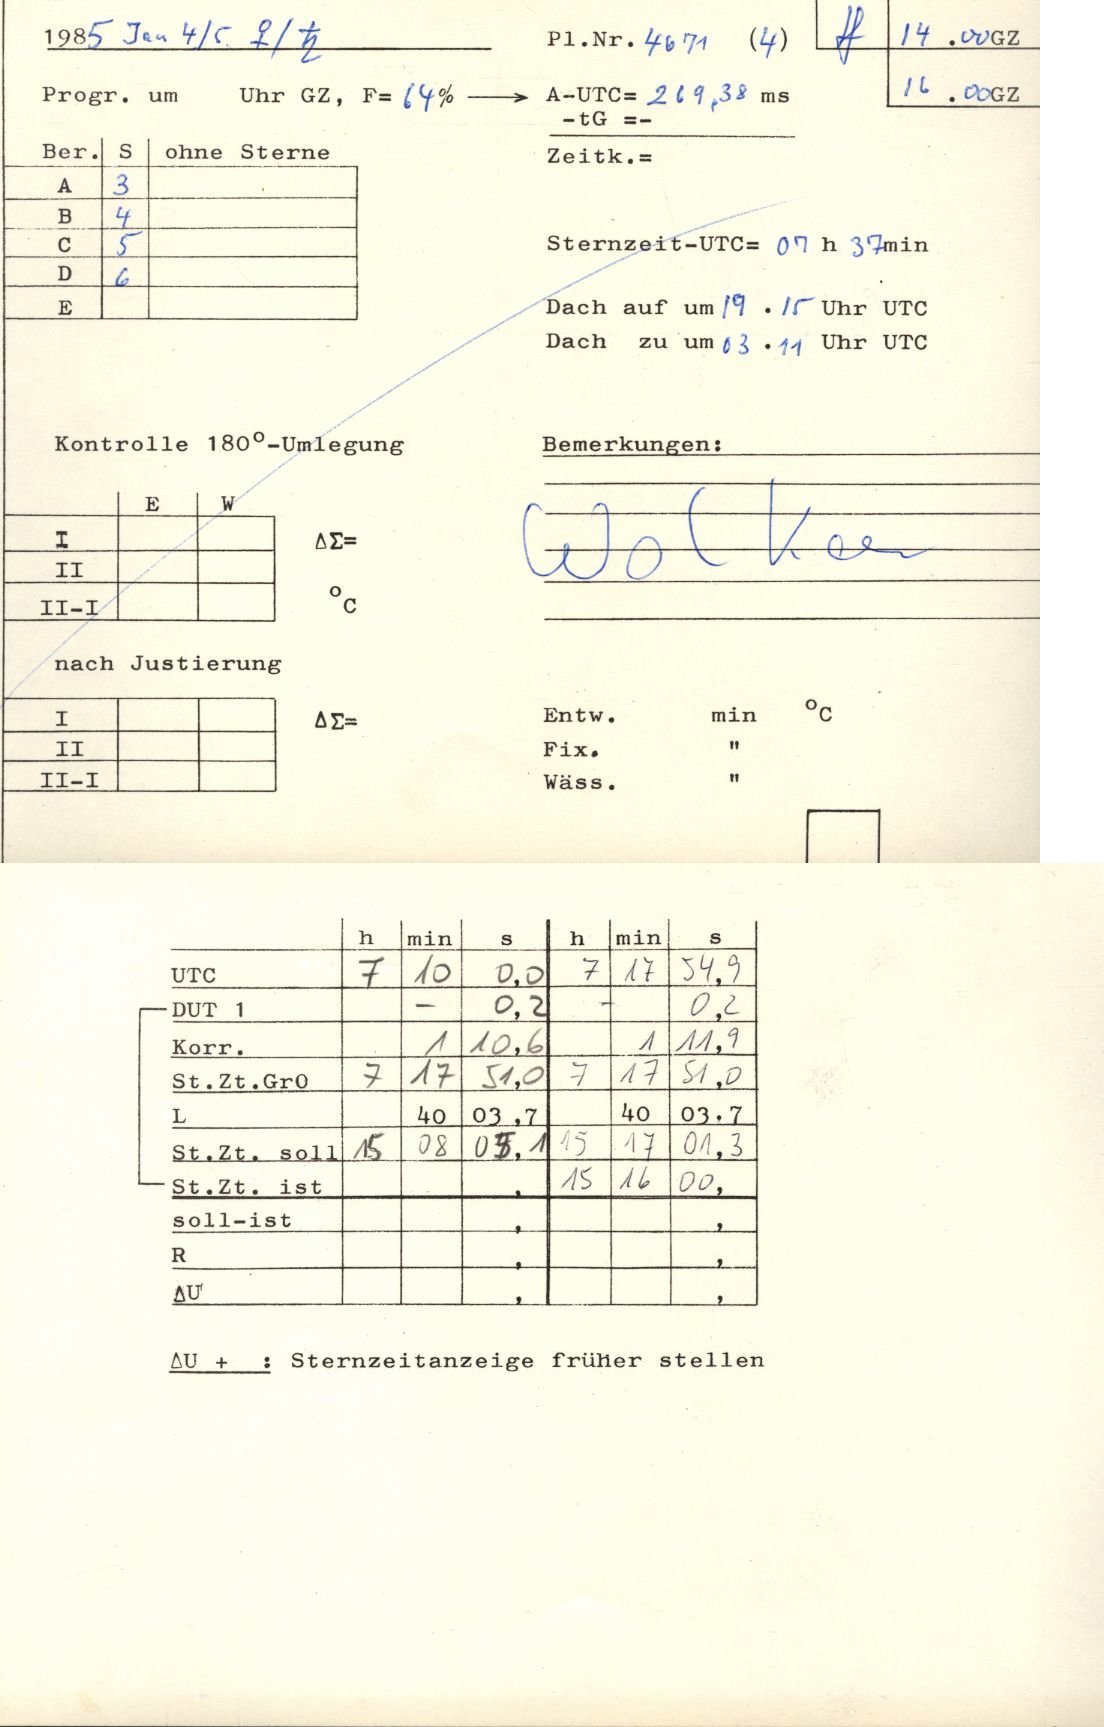 1985 Jan 4/5 ♀/♄ Pl.Nr. 4671 (4) 14.00GZ
Progr. um Uhr GZ, F= 64% → A-UTC= 269,38 ms 16.00GZ
-tG =-
Ber. S ohne Sterne Zeitk.=
A 3
B 4
C 5 Sternzeit-UTC= 07 h 37min
D 6
E Dach auf um 19.15 Uhr UTC
Dach zu um 03.11 Uhr UTC
Kontrolle 180°-Umlegung Bemerkungen:
E W
I ΔΣ= Wolken
II
II-I °C
nach Justierung
I ΔΣ= Entw. min °C
II Fix. "
II-I Wäss. "
h min s h min s
UTC 7 10 0,0 7 17 54,9
DUT 1 - 0,2 - 0,2
Korr. 1 10,6 1 11,9
St.Zt.Gr0 7 17 51,0 7 17 51,0
L 40 03,7 40 03.7
St.Zt. soll 15 08 05,1 15 17 01,3
St.Zt. ist , 15 16 00,
soll-ist , ,
R , ,
ΔU , ,
ΔU + : Sternzeitanzeige früher stellen